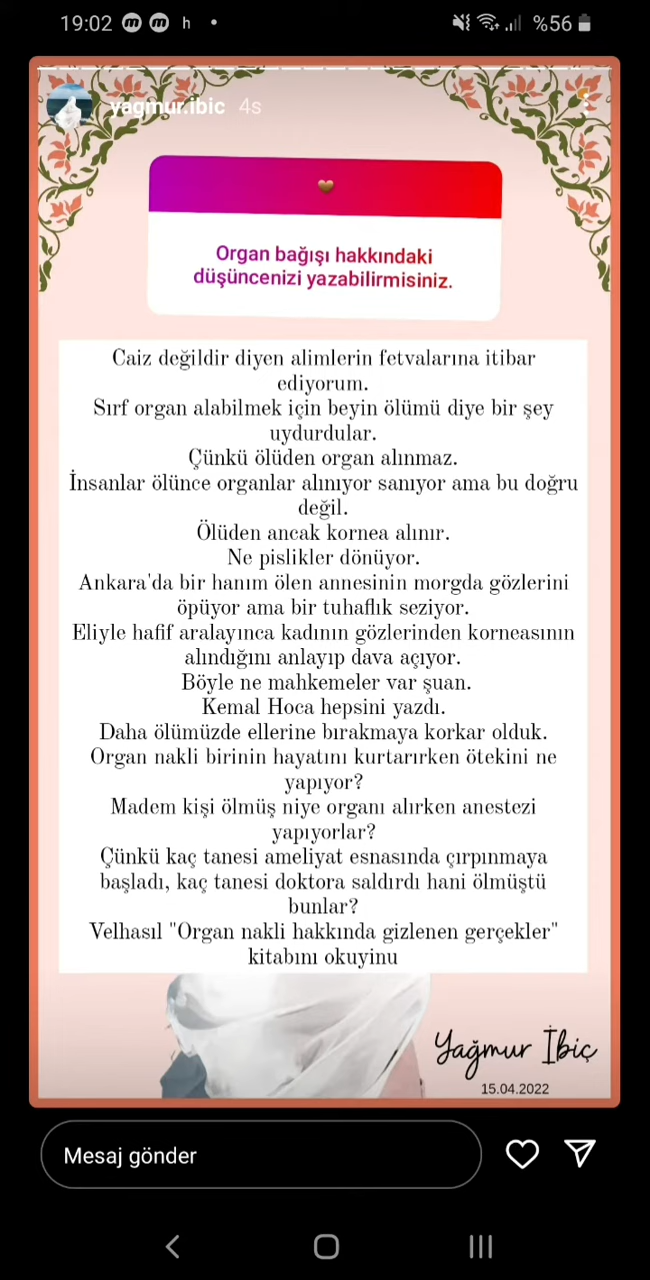 19:02 m m h •
%56
yagmur.ibic 4s
Organ bağışı hakkındaki
düşüncenizi yazabilirmisiniz.
Caiz değildir diyen alimlerin fetvalarına itibar
ediyorum.
Sırf organ alabilmek için beyin ölümü diye bir şey
uydurdular.
Çünkü ölüden organ alınmaz.
İnsanlar ölünce organlar alınıyor sanıyor ama bu doğru
değil.
Ölüden ancak kornea alınır.
Ne pislikler dönüyor.
Ankara'da bir hanım ölen annesinin morgda gözlerini
öpüyor ama bir tuhaflık seziyor.
Eliyle hafif aralayınca kadının gözlerinden korneasının
alındığını anlayıp dava açıyor.
Böyle ne mahkemeler var şuan.
Kemal Hoca hepsini yazdı.
Daha ölümüzde ellerine bırakmaya korkar olduk.
Organ nakli birinin hayatını kurtarırken ötekini ne
yapıyor?
Madem kişi ölmüş niye organı alırken anestezi
yapıyorlar?
Çünkü kaç tanesi ameliyat esnasında çırpınmaya
başladı, kaç tanesi doktora saldırdı hani ölmüştü
bunlar?
Velhasıl "Organ nakli hakkında gizlenen gerçekler"
kitabını okuyinu
Yağmur İbiç
15.04.2022
Mesaj gönder